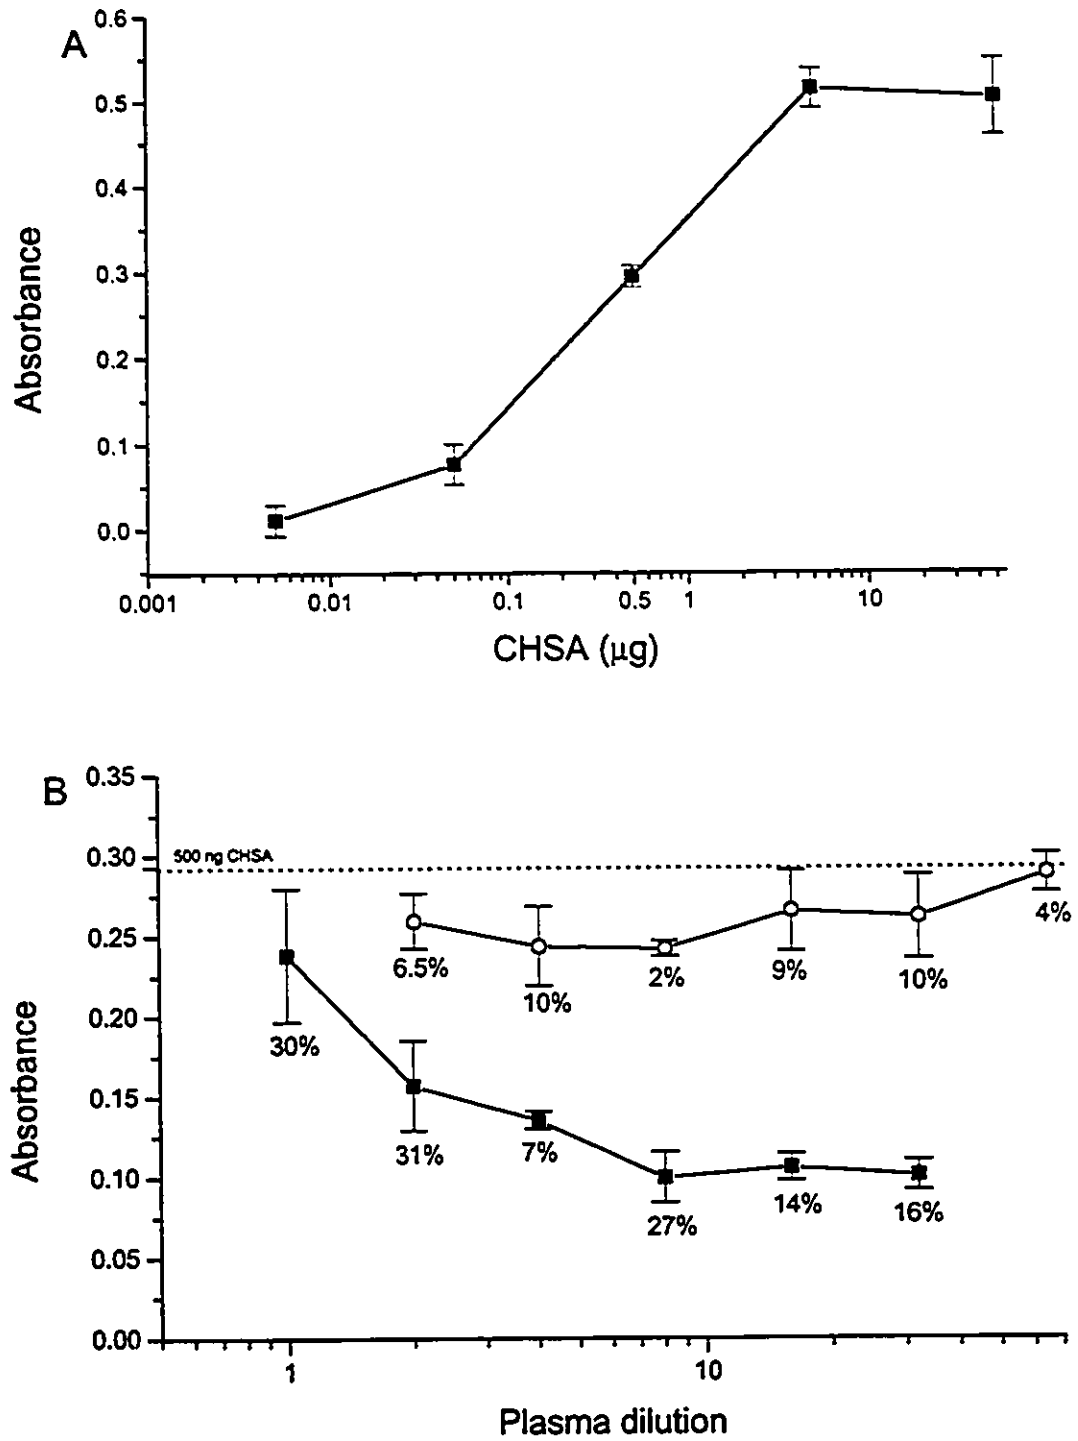 A
0.6
0.5
0.4
0.3
0.2
0.1
0.0
Absorbance
0.001 0.01 0.1 0.5 1 10
CHSA (μg)
B
0.35
0.30
0.25
0.20
0.15
0.10
0.05
0.00
Absorbance
500 ng CHSA
4%
6.5% 10% 2% 9% 10%
30%
31% 7% 27% 14% 16%
1 10
Plasma dilution